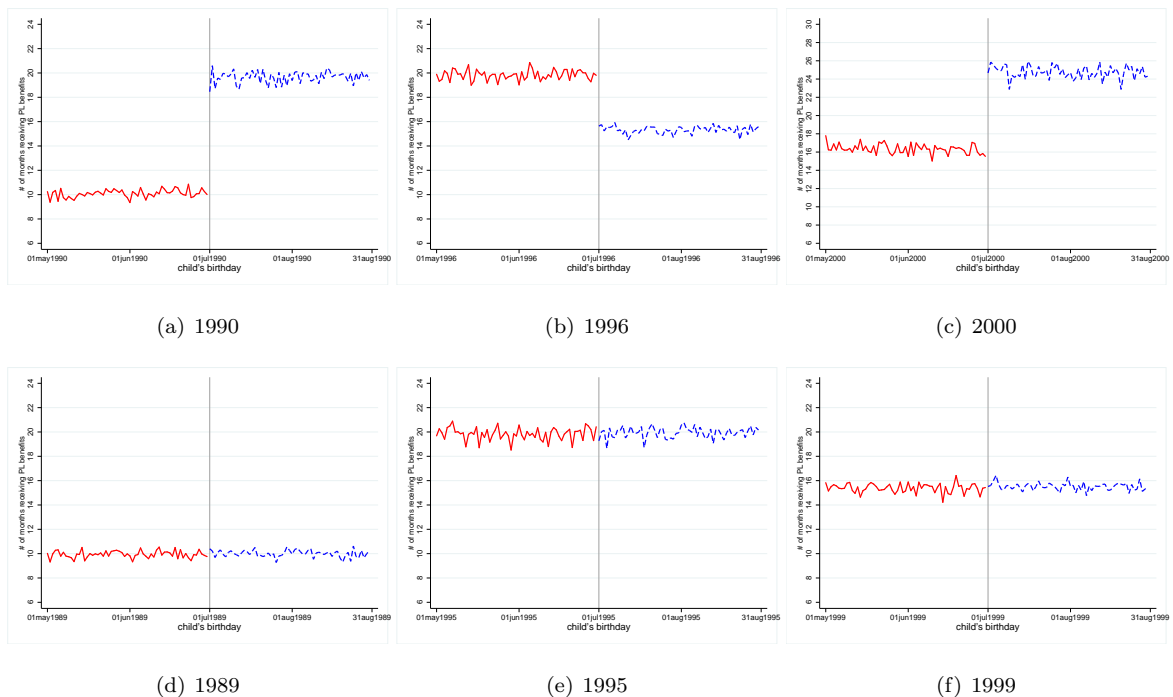 # of months receiving PL benefits
24
22
20
18
16
14
12
10
8
6
01may1990 01jun1990 01jul1990 01aug1990 31aug1990
child's birthday
(a) 1990
# of months receiving PL benefits
24
22
20
18
16
14
12
10
8
6
01may1996 01jun1996 01jul1996 01aug1996 31aug1996
child's birthday
(b) 1996
# of months receiving PL benefits
30
28
26
24
22
20
18
16
14
12
10
8
6
01may2000 01jun2000 01jul2000 01aug2000 31aug2000
child's birthday
(c) 2000
# of months receiving PL benefits
24
22
20
18
16
14
12
10
8
6
01may1989 01jun1989 01jul1989 01aug1989 31aug1989
child's birthday
(d) 1989
# of months receiving PL benefits
24
22
20
18
16
14
12
10
8
6
01may1995 01jun1995 01jul1995 01aug1995 31aug1995
child's birthday
(e) 1995
# of months receiving PL benefits
24
22
20
18
16
14
12
10
8
6
01may1999 01jun1999 01jul1999 01aug1999 31aug1999
child's birthday
(f) 1999